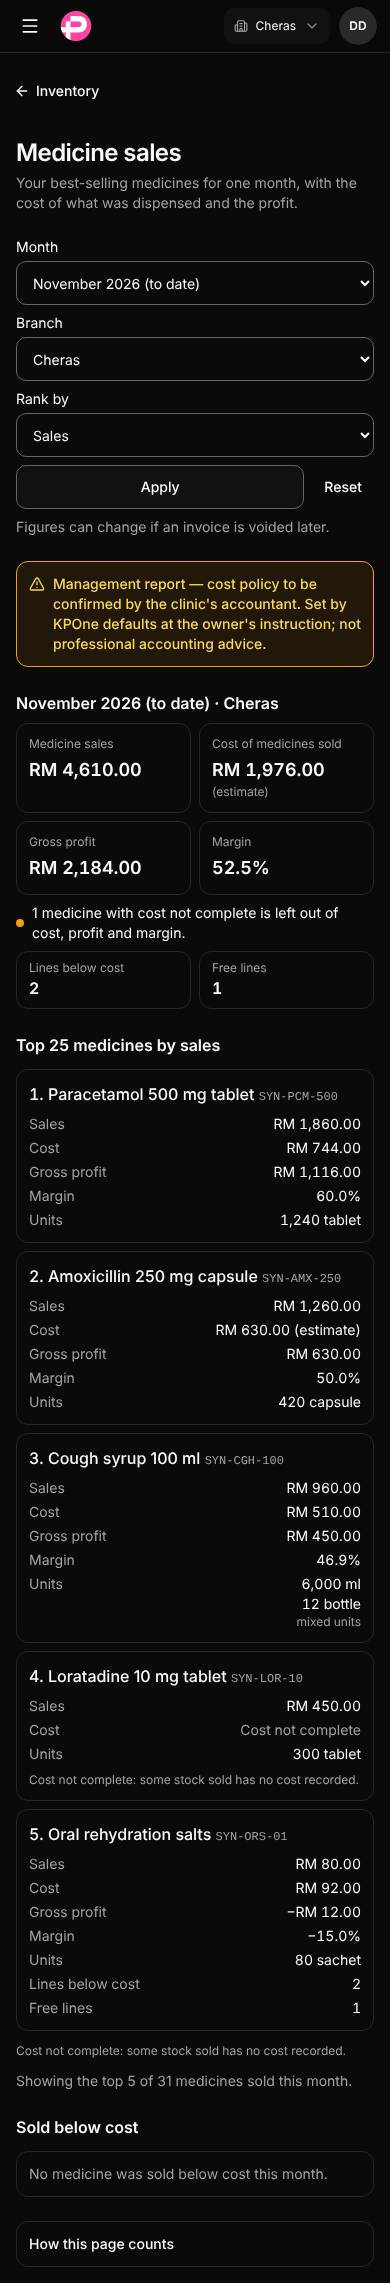 Cheras
DD
Inventory
Medicine sales
Your best-selling medicines for one month, with the
cost of what was dispensed and the profit.
Month
November 2026 (to date)
Branch
Cheras
Rank by
Sales
Apply
Reset
Figures can change if an invoice is voided later.
Management report — cost policy to be
confirmed by the clinic's accountant. Set by
KPOne defaults at the owner's instruction; not
professional accounting advice.
November 2026 (to date) · Cheras
Medicine sales
RM 4,610.00
Cost of medicines sold
RM 1,976.00
(estimate)
Gross profit
RM 2,184.00
Margin
52.5%
1 medicine with cost not complete is left out of
cost, profit and margin.
Lines below cost
2
Free lines
1
Top 25 medicines by sales
1. Paracetamol 500 mg tablet SYN-PCM-500
Sales RM 1,860.00
Cost RM 744.00
Gross profit RM 1,116.00
Margin 60.0%
Units 1,240 tablet
2. Amoxicillin 250 mg capsule SYN-AMX-250
Sales RM 1,260.00
Cost RM 630.00 (estimate)
Gross profit RM 630.00
Margin 50.0%
Units 420 capsule
3. Cough syrup 100 ml SYN-CGH-100
Sales RM 960.00
Cost RM 510.00
Gross profit RM 450.00
Margin 46.9%
Units 6,000 ml
12 bottle
mixed units
4. Loratadine 10 mg tablet SYN-LOR-10
Sales RM 450.00
Cost Cost not complete
Units 300 tablet
Cost not complete: some stock sold has no cost recorded.
5. Oral rehydration salts SYN-ORS-01
Sales RM 80.00
Cost RM 92.00
Gross profit −RM 12.00
Margin −15.0%
Units 80 sachet
Lines below cost 2
Free lines 1
Cost not complete: some stock sold has no cost recorded.
Showing the top 5 of 31 medicines sold this month.
Sold below cost
No medicine was sold below cost this month.
How this page counts